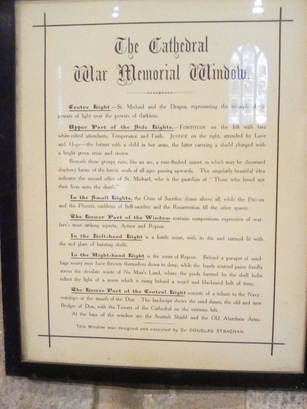 The Cathedral
War Memorial Window.
Centre Light—St. Michael and the Dragon, representing the
powers of light over the powers of darkness.
Upper Part of the Side Lights.—FORTITUDE on the left with two
white-robed attendants, Temperance and Faith. JUSTICE on the right, attended by Love
and Hope—the former with a child in her arms, the latter carrying a shield charged with
a bright green cross and crown.
Beneath these groups rises, like an arc, a rose-flushed sunset, in which may be discerned
shadowy forms of the heroic souls of all ages passing upwards. This singularly beautiful idea
indicates the second office of St. Michael, who is the guardian of "Those who loved not
their lives unto the death."
In the Small Lights, the Cross of Sacrifice shines above all, while the Pelican
and the Phoenix, emblems of Self-sacrifice and the Resurrection, fill the other spaces.
The Lower Part of the Window contains compositions expressive of war-
fare's most striking aspects, Action and Repose.
In the Left-hand Light is a battle scene, with its din and turmoil lit with
the red glare of bursting shells.
In the Right-hand Light is the scene of Repose. Behind a parapet of sand-
bags weary men have thrown themselves down to sleep, while the lonely sentinel peers forth
across the desolate waste of No Man's Land, where the pools formed by the shell holes
reflect the light of a moon which is rising behind a weird and blackened belt of trees.
The Lower Part of the Central Light consists of a tribute to the Navy:
warships at the mouth of the Don. The landscape shows the sand dunes, the old and new
Bridges of Don, with the Towers of the Cathedral on the extreme left.
At the base of the window are the Scottish Shield and the Old Aberdeen Arms.
This Window was designed and executed by Dr. DOUGLAS STRACHAN.